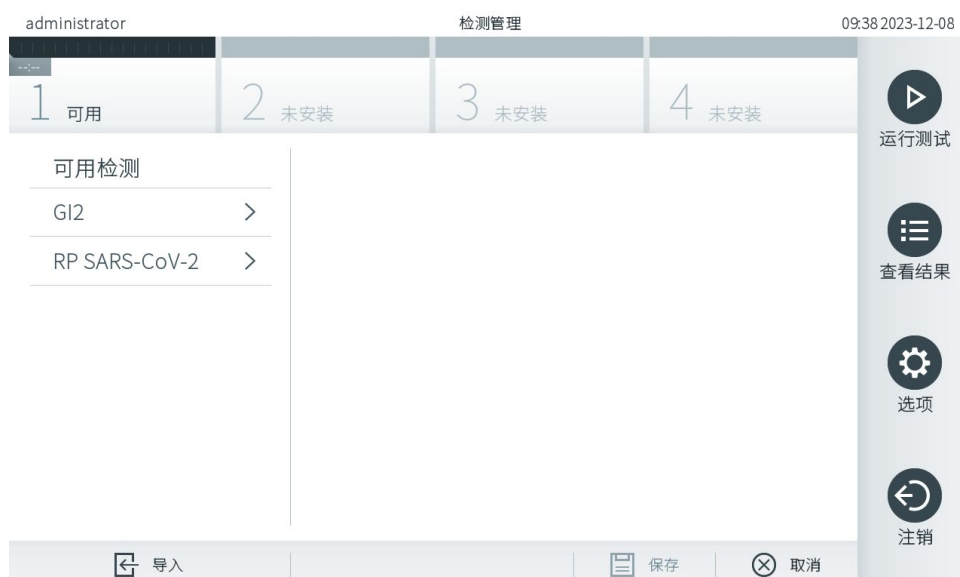 administrator 检测管理 09:38 2023-12-08
--:--
1 可用 2 未安装 3 未安装 4 未安装
运行测试
可用检测
GI2
RP SARS-CoV-2
查看结果
选项
注销
导入 保存 取消